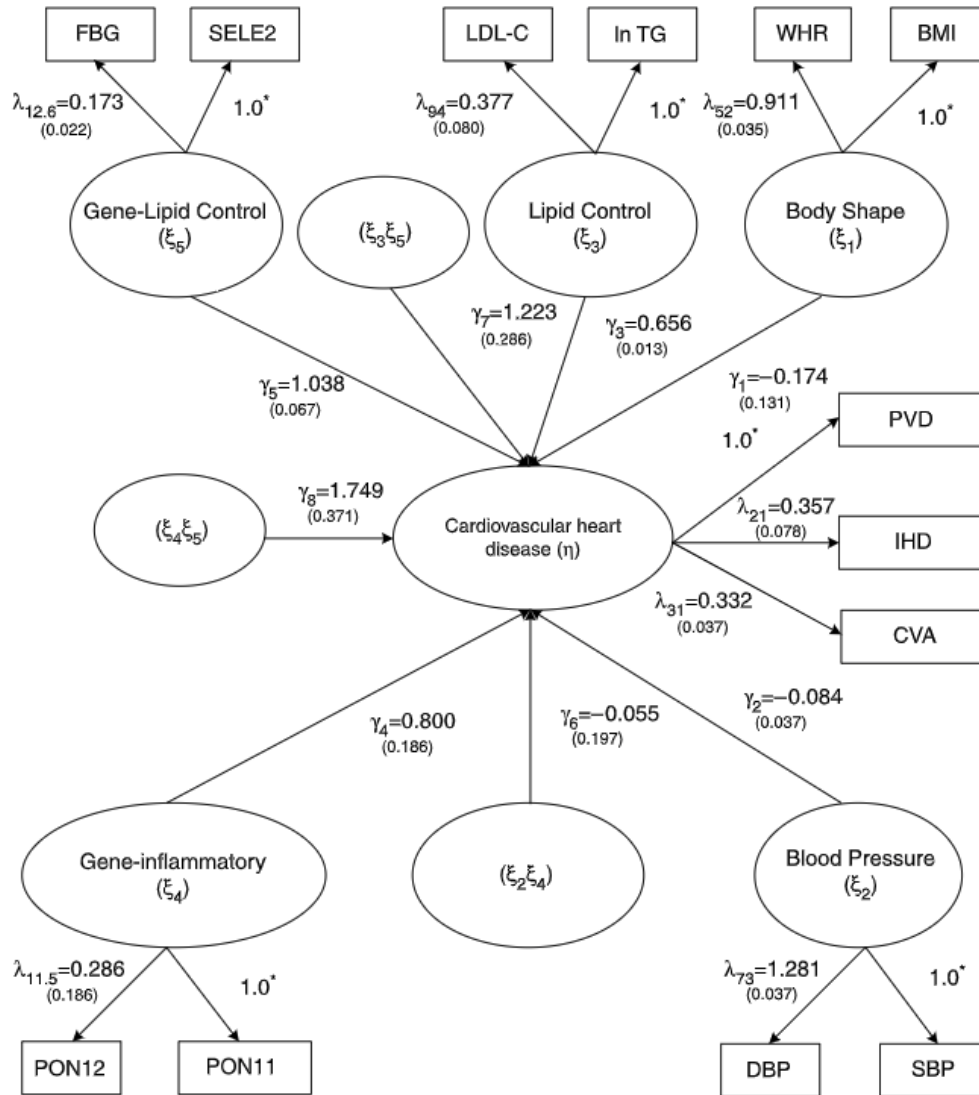 FBG
SELE2
LDL-C
ln TG
WHR
BMI
λ12.6=0.173
(0.022)
1.0*
λ94=0.377
(0.080)
1.0*
λ52=0.911
(0.035)
1.0*
Gene-Lipid Control
(ξ5)
(ξ3ξ5)
Lipid Control
(ξ3)
Body Shape
(ξ1)
γ7=1.223
(0.286)
γ3=0.656
(0.013)
γ5=1.038
(0.067)
γ1=−0.174
(0.131)
1.0*
PVD
(ξ4ξ5)
γ8=1.749
(0.371)
Cardiovascular heart
disease (η)
λ21=0.357
(0.078)
IHD
λ31=0.332
(0.037)
CVA
γ4=0.800
(0.186)
γ6=−0.055
(0.197)
γ2=−0.084
(0.037)
Gene-inflammatory
(ξ4)
(ξ2ξ4)
Blood Pressure
(ξ2)
λ11.5=0.286
(0.186)
1.0*
λ73=1.281
(0.037)
1.0*
PON12
PON11
DBP
SBP